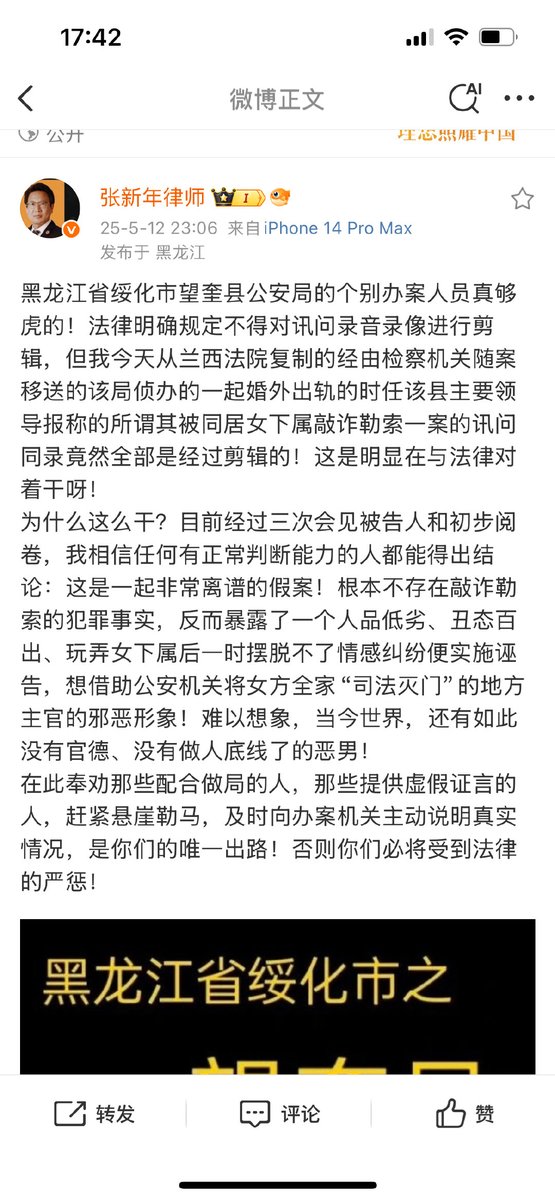 17:42
微博正文
AI
公开
理想照耀中国
张新年律师
I
25-5-12 23:06 来自iPhone 14 Pro Max
发布于 黑龙江
黑龙江省绥化市望奎县公安局的个别办案人员真够
虎的！法律明确规定不得对讯问录音录像进行剪
辑，但我今天从兰西法院复制的经由检察机关随案
移送的该局侦办的一起婚外出轨的时任该县主要领
导报称的所谓其被同居女下属敲诈勒索一案的讯问
同录竟然全部是经过剪辑的！这是明显在与法律对
着干呀！
为什么这么干？目前经过三次会见被告人和初步阅
卷，我相信任何有正常判断能力的人都能得出结
论：这是一起非常离谱的假案！根本不存在敲诈勒
索的犯罪事实，反而暴露了一个人品低劣、丑态百
出、玩弄女下属后一时摆脱不了情感纠纷便实施诬
告，想借助公安机关将女方全家“司法灭门”的地方
主官的邪恶形象！难以想象，当今世界，还有如此
没有官德、没有做人底线了的恶男！
在此奉劝那些配合做局的人，那些提供虚假证言的
人，赶紧悬崖勒马，及时向办案机关主动说明真实
情况，是你们的唯一出路！否则你们必将受到法律
的严惩！
黑龙江省绥化市之
转发
评论
赞